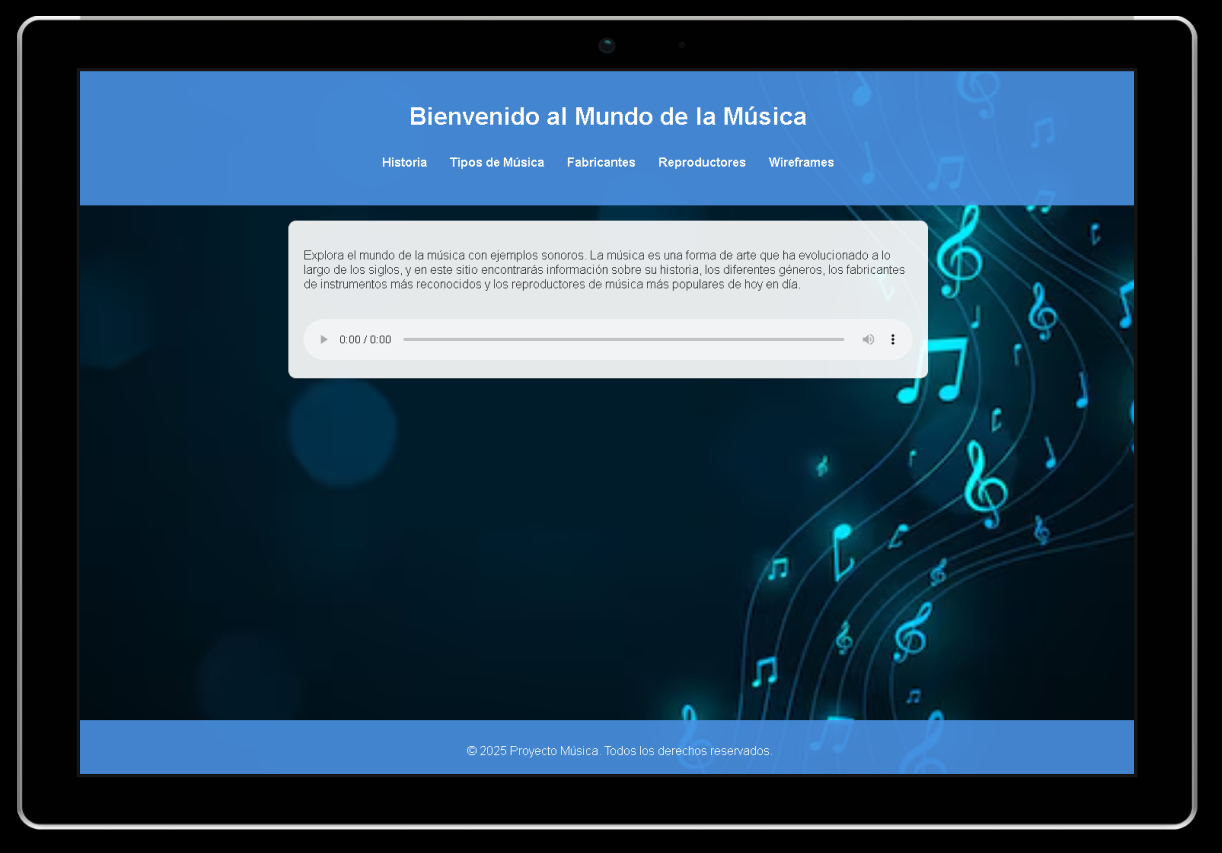 Bienvenido al Mundo de la Música
Historia Tipos de Música Fabricantes Reproductores Wireframes
Explora el mundo de la música con ejemplos sonoros. La música es una forma de arte que ha evolucionado a lo
largo de los siglos, y en este sitio encontrarás información sobre su historia, los diferentes géneros, los fabricantes
de instrumentos más reconocidos y los reproductores de música más populares de hoy en día.
0:00 / 0:00
© 2025 Proyecto Música. Todos los derechos reservados.